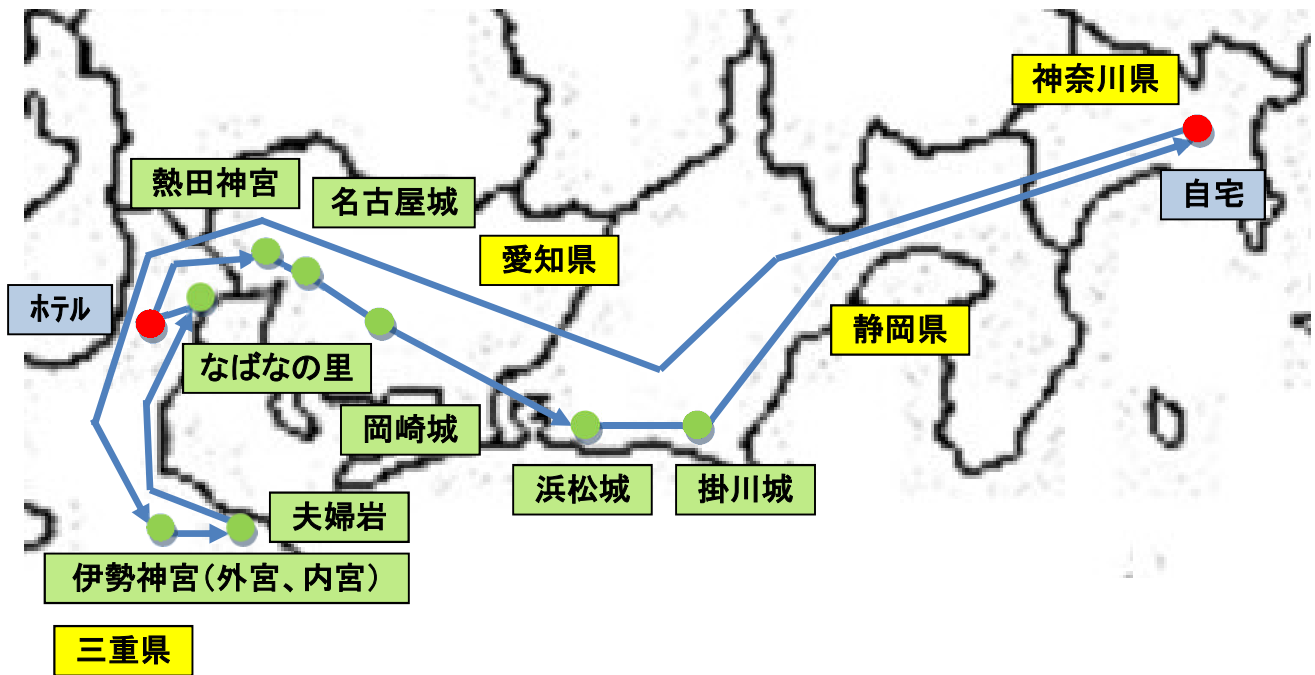 神奈川県
熱田神宮
名古屋城
自宅
愛知県
ホテル
静岡県
なばなの里
岡崎城
浜松城
掛川城
夫婦岩
伊勢神宮(外宮、内宮)
三重県